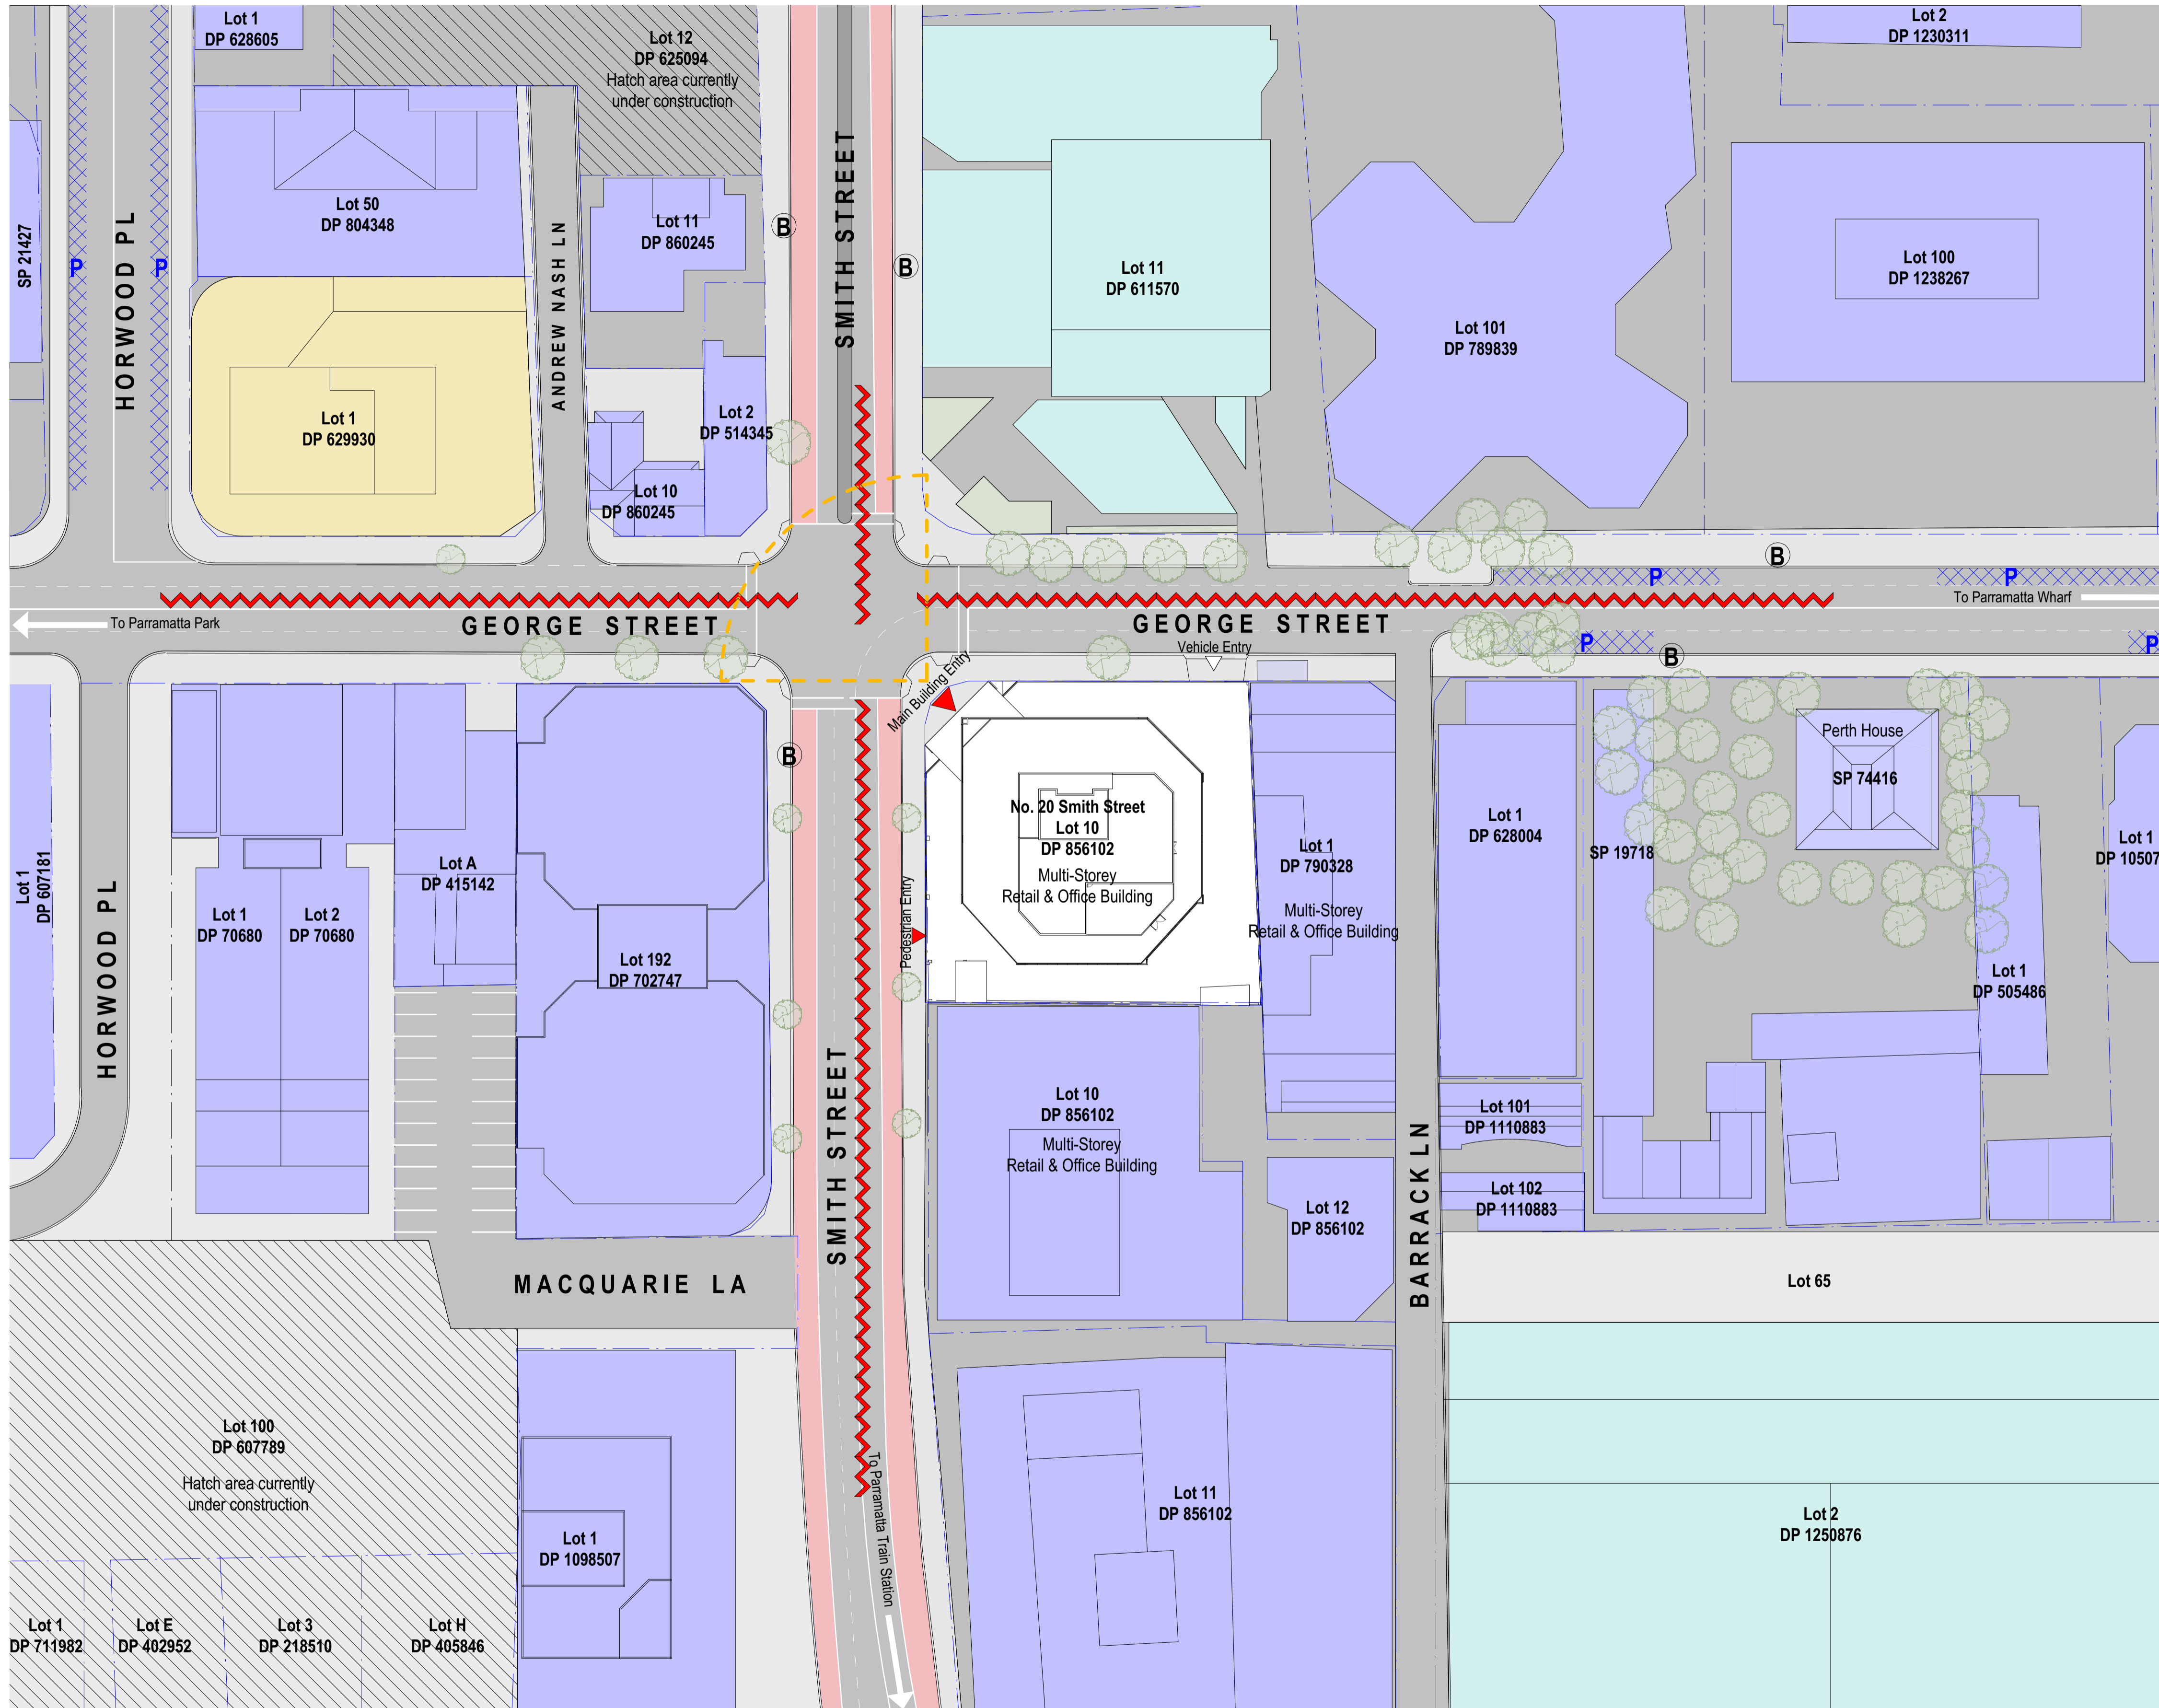 Lot 1
DP 628605
Lot 12
DP 625094
Hatch area currently
under construction
Lot 2
DP 1230311
SP 21427
HORWOOD PL
P
P
Lot 50
DP 804348
ANDREW NASH LN
Lot 11
DP 860245
B
SMITH STREET
B
Lot 11
DP 611570
Lot 101
DP 789839
Lot 100
DP 1238267
Lot 1
DP 629930
Lot 2
DP 514345
Lot 10
DP 860245
B
P
P
To Parramatta Wharf
To Parramatta Park
GEORGE STREET
GEORGE STREET
Vehicle Entry
P
P
B
Main Building Entry
B
Perth House
SP 74416
No. 20 Smith Street
Lot 10
DP 856102
Multi-Storey
Retail & Office Building
Pedestrian Entry
Lot 1
DP 790328
Multi-Storey
Retail & Office Building
Lot 1
DP 628004
SP 19718
Lot 1
DP 10507
Lot 1
DP 607181
HORWOOD PL
Lot 1
DP 70680
Lot 2
DP 70680
Lot A
DP 415142
Lot 192
DP 702747
Lot 1
DP 505486
SMITH STREET
Lot 10
DP 856102
Multi-Storey
Retail & Office Building
Lot 101
DP 1110883
Lot 102
DP 1110883
Lot 12
DP 856102
BARRACK LN
MACQUARIE LA
Lot 65
Lot 100
DP 607789
Hatch area currently
under construction
To Parramatta Train Station
Lot 11
DP 856102
Lot 2
DP 1250876
Lot 1
DP 1098507
Lot 1
DP 711982
Lot E
DP 402952
Lot 3
DP 218510
Lot H
DP 405846